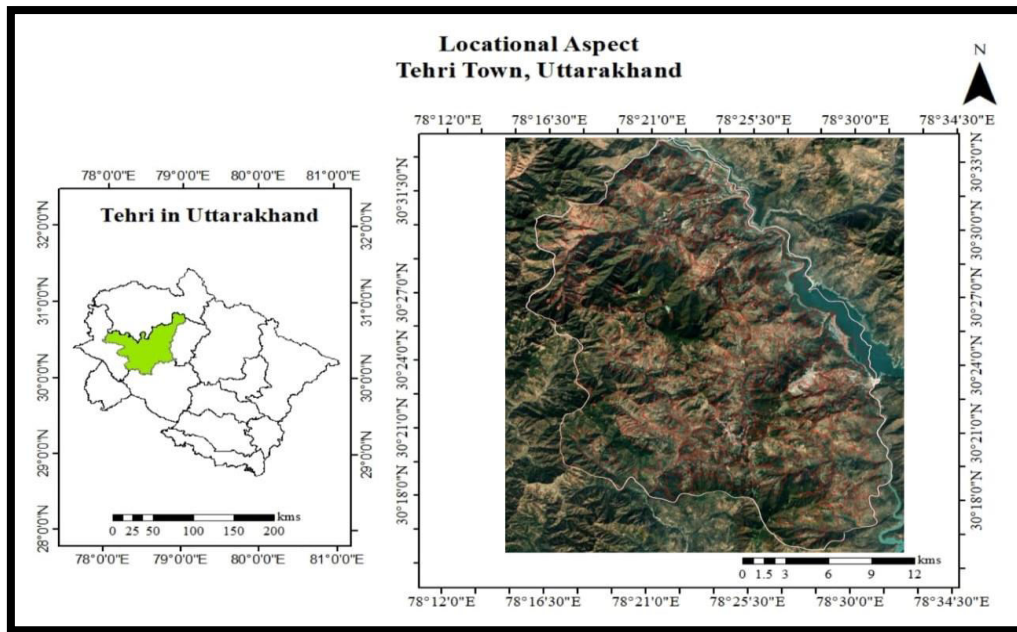 Locational Aspect
Tehri Town, Uttarakhand
N
78°12'0"E 78°16'30"E 78°21'0"E 78°25'30"E 78°30'0"E 78°34'30"E
30°31'30"N
30°27'0"N
30°24'0"N
30°21'0"N
30°18'0"N
30°33'0"N
30°30'0"N
30°27'0"N
30°24'0"N
30°21'0"N
30°18'0"N
kms
0 1.5 3 6 9 12
78°12'0"E 78°16'30"E 78°21'0"E 78°25'30"E 78°30'0"E 78°34'30"E
78°0'0"E 79°0'0"E 80°0'0"E 81°0'0"E
Tehri in Uttarakhand
32°0'0"N
31°0'0"N
30°0'0"N
29°0'0"N
28°0'0"N
32°0'0"N
31°0'0"N
30°0'0"N
29°0'0"N
kms
0 25 50 100 150 200
78°0'0"E 79°0'0"E 80°0'0"E 81°0'0"E